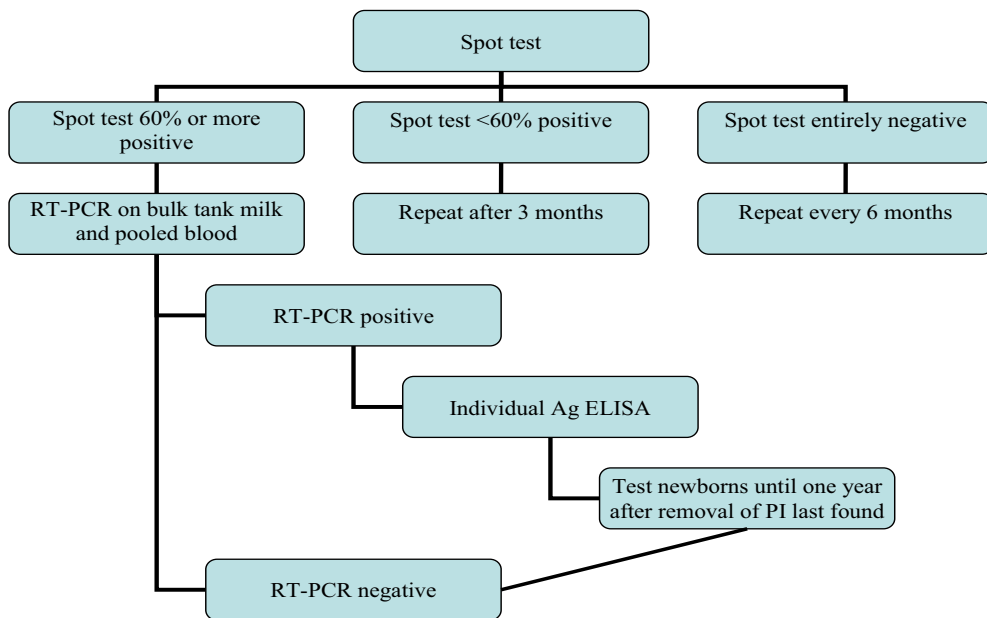 Spot test
Spot test 60% or more
positive
Spot test <60% positive
Spot test entirely negative
RT-PCR on bulk tank milk
and pooled blood
Repeat after 3 months
Repeat every 6 months
RT-PCR positive
Individual Ag ELISA
Test newborns until one year
after removal of PI last found
RT-PCR negative